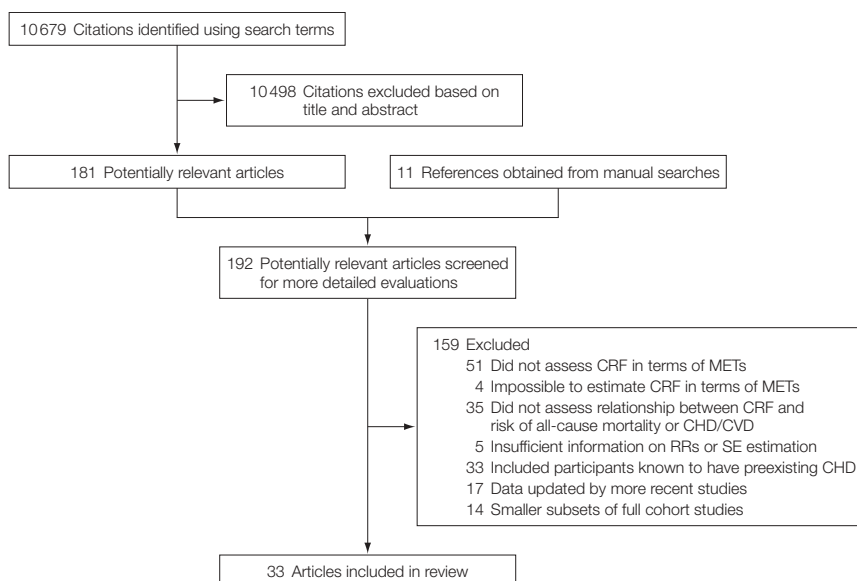 10 679 Citations identified using search terms
10 498 Citations excluded based on
title and abstract
181 Potentially relevant articles
11 References obtained from manual searches
192 Potentially relevant articles screened
for more detailed evaluations
159 Excluded
51 Did not assess CRF in terms of METs
4 Impossible to estimate CRF in terms of METs
35 Did not assess relationship between CRF and
risk of all-cause mortality or CHD/CVD
5 Insufficient information on RRs or SE estimation
33 Included participants known to have preexisting CHD
17 Data updated by more recent studies
14 Smaller subsets of full cohort studies
33 Articles included in review